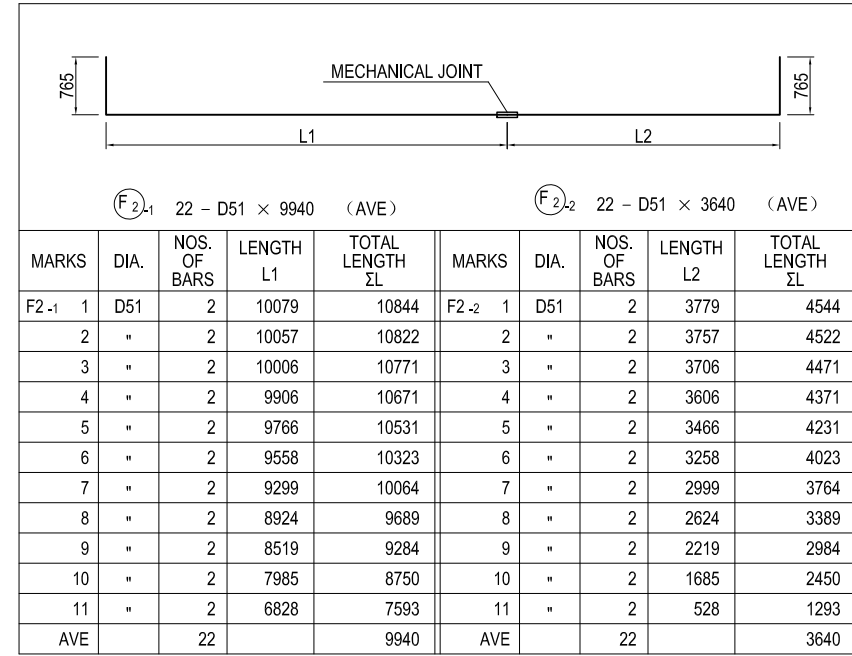 765
MECHANICAL JOINT
765
L1 L2
F 2 -1 22 – D51 × 9940 (AVE) F 2 -2 22 – D51 × 3640 (AVE)
MARKS DIA. NOS. OF BARS LENGTH L1 TOTAL LENGTH ΣL MARKS DIA. NOS. OF BARS LENGTH L2 TOTAL LENGTH ΣL
F2 -1 1 D51 2 10079 10844 F2 -2 1 D51 2 3779 4544
2 " 2 10057 10822 2 " 2 3757 4522
3 " 2 10006 10771 3 " 2 3706 4471
4 " 2 9906 10671 4 " 2 3606 4371
5 " 2 9766 10531 5 " 2 3466 4231
6 " 2 9558 10323 6 " 2 3258 4023
7 " 2 9299 10064 7 " 2 2999 3764
8 " 2 8924 9689 8 " 2 2624 3389
9 " 2 8519 9284 9 " 2 2219 2984
10 " 2 7985 8750 10 " 2 1685 2450
11 " 2 6828 7593 11 " 2 528 1293
AVE 22 9940 AVE 22 3640